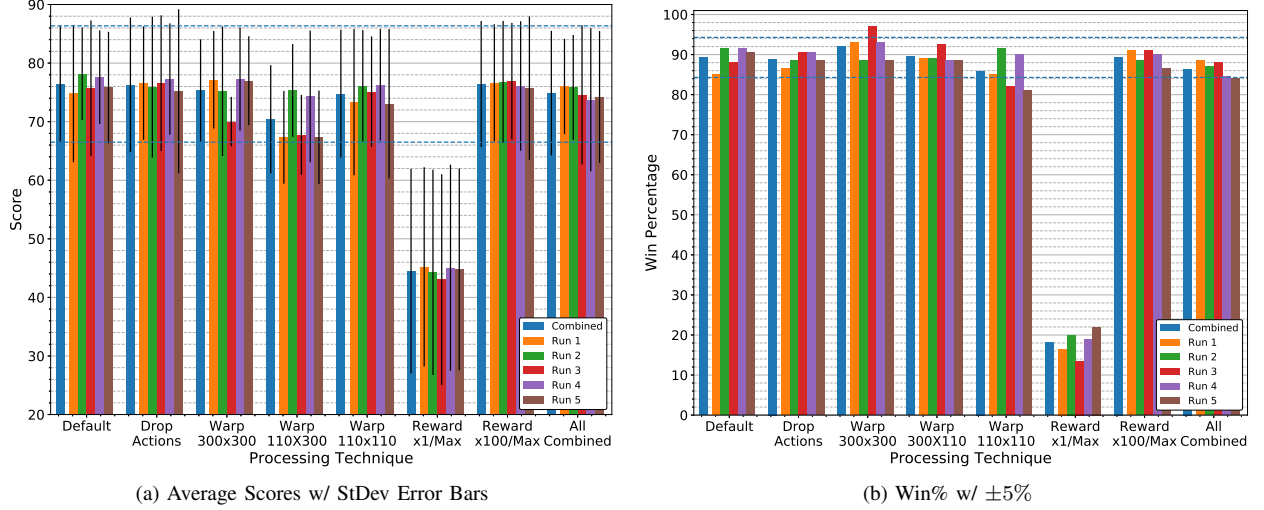 90
80
70
60
50
40
30
20
Score
Combined
Run 1
Run 2
Run 3
Run 4
Run 5
Default
Drop
Actions
Warp
300x300
Warp
110X300
Warp
110x110
Reward
x1/Max
Reward
x100/Max
All
Combined
Processing Technique
(a) Average Scores w/ StDev Error Bars
100
90
80
70
60
50
40
30
20
10
0
Win Percentage
Combined
Run 1
Run 2
Run 3
Run 4
Run 5
Default
Drop
Actions
Warp
300x300
Warp
300X110
Warp
110x110
Reward
x1/Max
Reward
x100/Max
All
Combined
Processing Technique
(b) Win% w/ ±5%